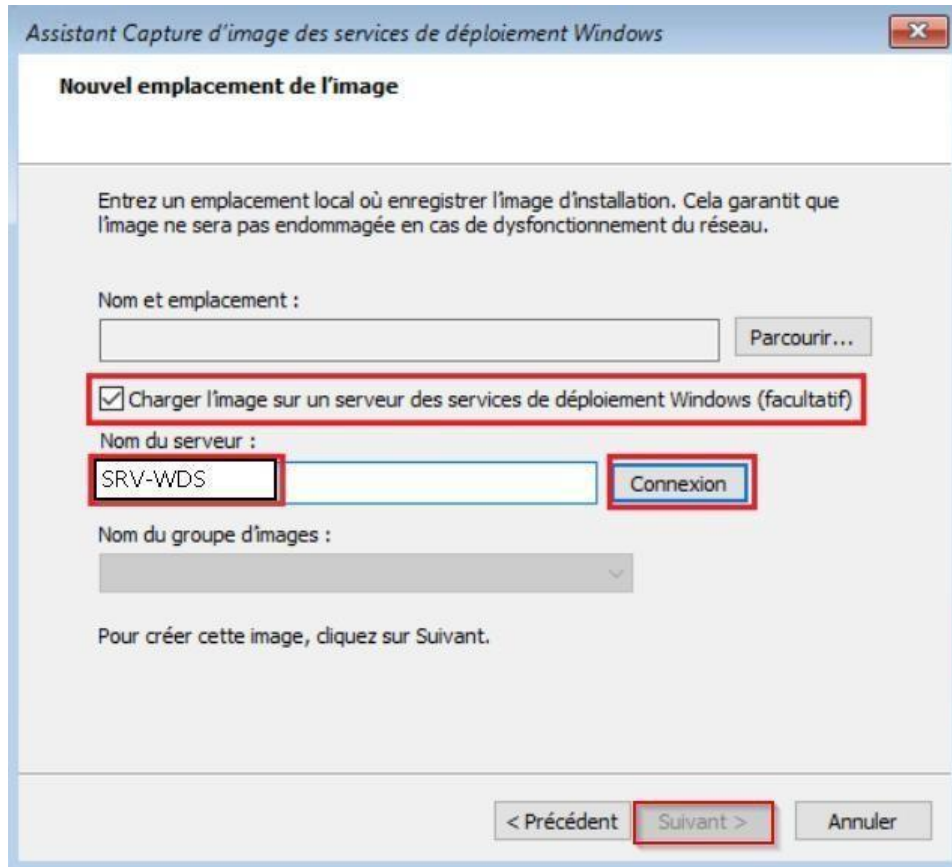 Assistant Capture d'image des services de déploiement Windows
Nouvel emplacement de l'image
Entrez un emplacement local où enregistrer l'image d'installation. Cela garantit que
l'image ne sera pas endommagée en cas de dysfonctionnement du réseau.
Nom et emplacement :
Parcourir...
Charger l'image sur un serveur des services de déploiement Windows (facultatif)
Nom du serveur :
SRV-WDS
Connexion
Nom du groupe d'images :
Pour créer cette image, cliquez sur Suivant.
< Précédent Suivant > Annuler